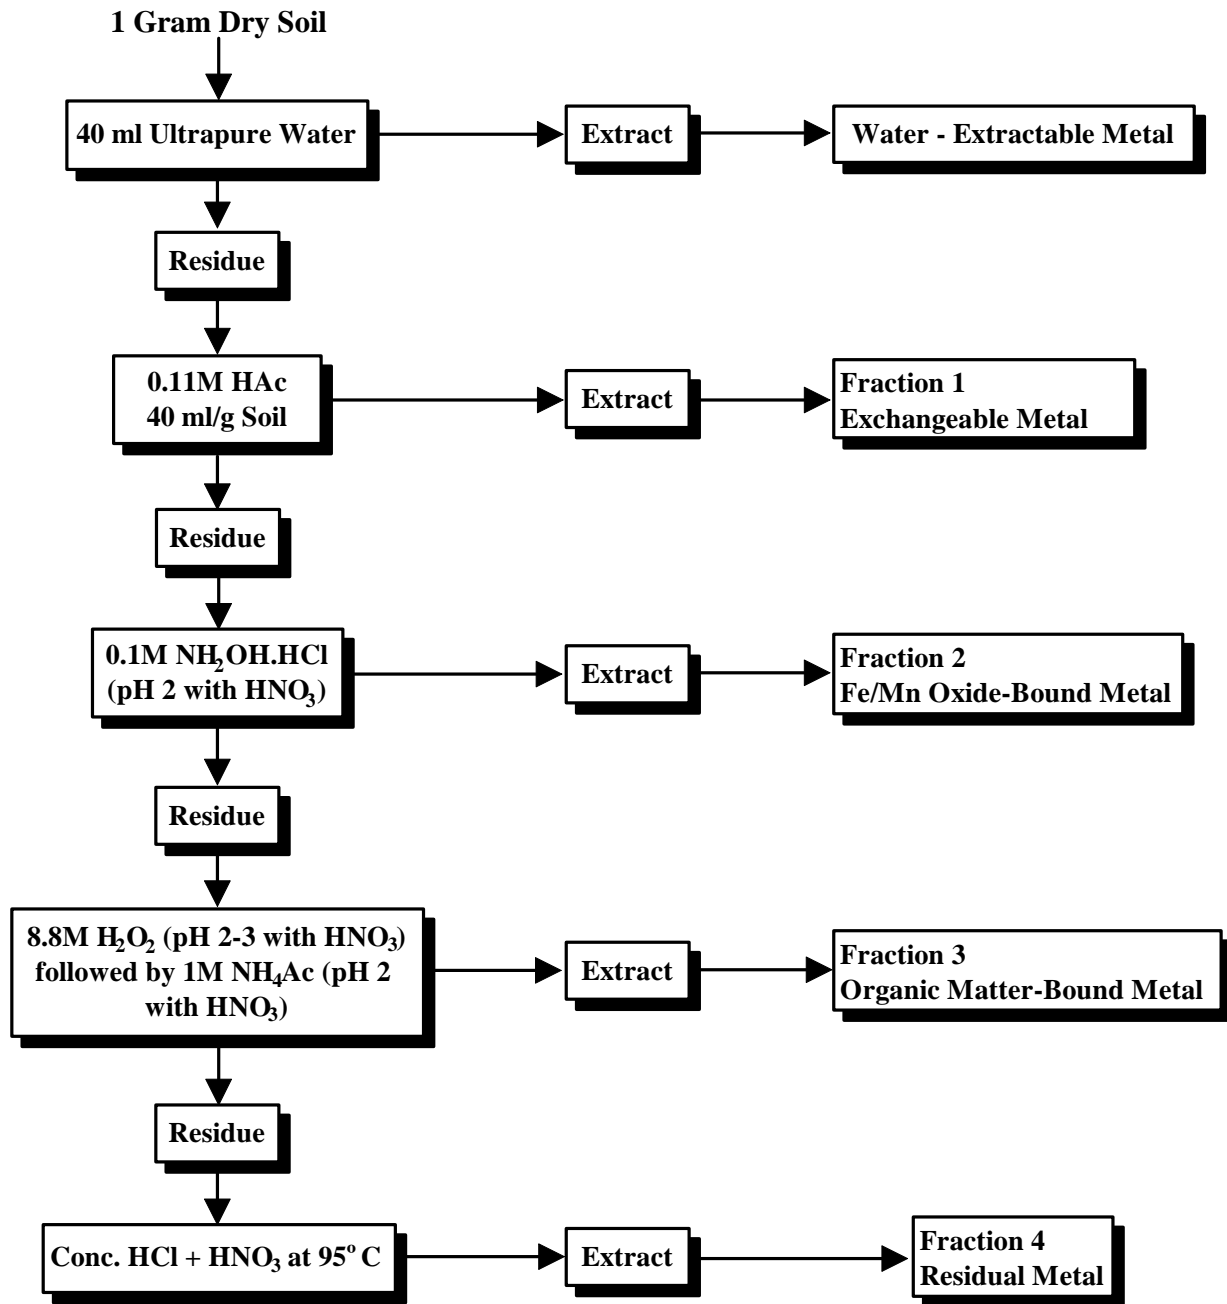 1 Gram Dry Soil
40 ml Ultrapure Water
Extract
Water - Extractable Metal
Residue
0.11M HAc
40 ml/g Soil
Extract
Fraction 1
Exchangeable Metal
Residue
0.1M NH₂OH.HCl
(pH 2 with HNO₃)
Extract
Fraction 2
Fe/Mn Oxide-Bound Metal
Residue
8.8M H₂O₂ (pH 2-3 with HNO₃)
followed by 1M NH₄Ac (pH 2
with HNO₃)
Extract
Fraction 3
Organic Matter-Bound Metal
Residue
Conc. HCl + HNO₃ at 95° C
Extract
Fraction 4
Residual Metal